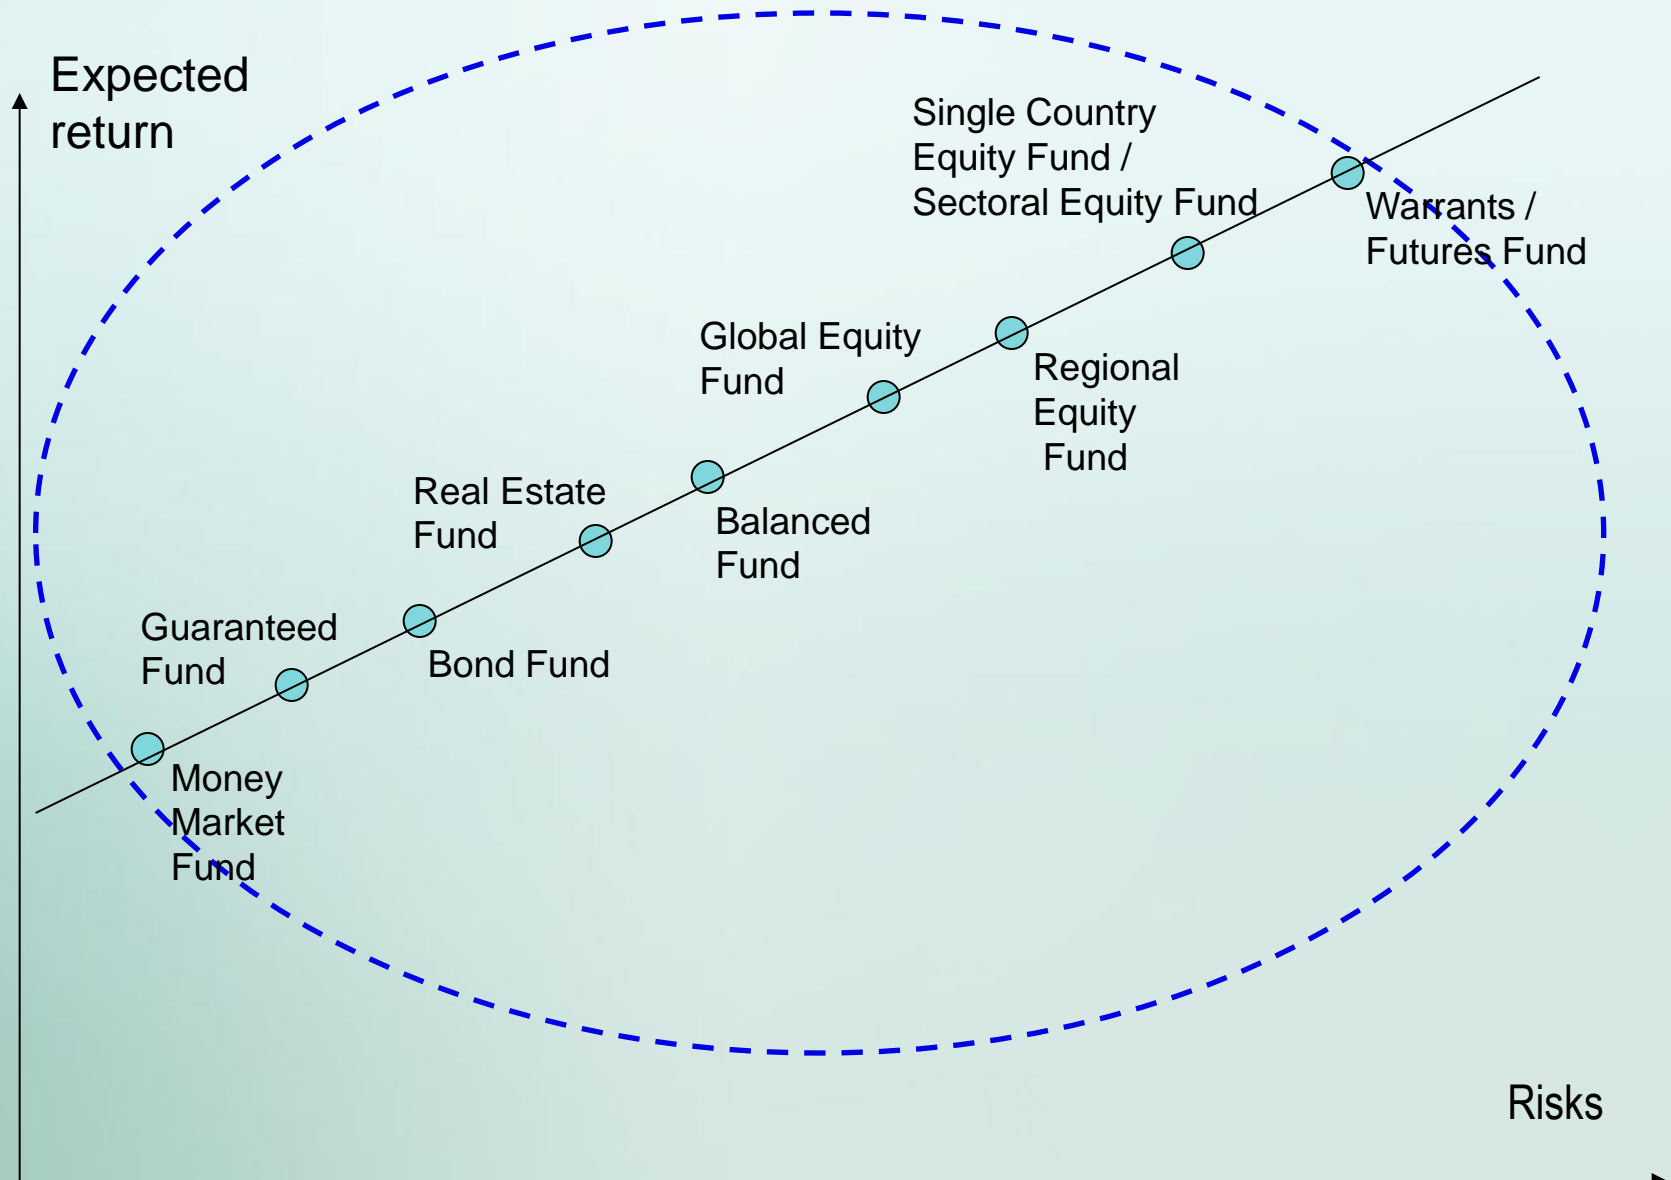 Expected
return
Single Country
Equity Fund /
Sectoral Equity Fund
Warrants /
Futures Fund
Global Equity
Fund
Regional
Equity
Fund
Real Estate
Fund
Balanced
Fund
Guaranteed
Fund
Bond Fund
Money
Market
Fund
Risks